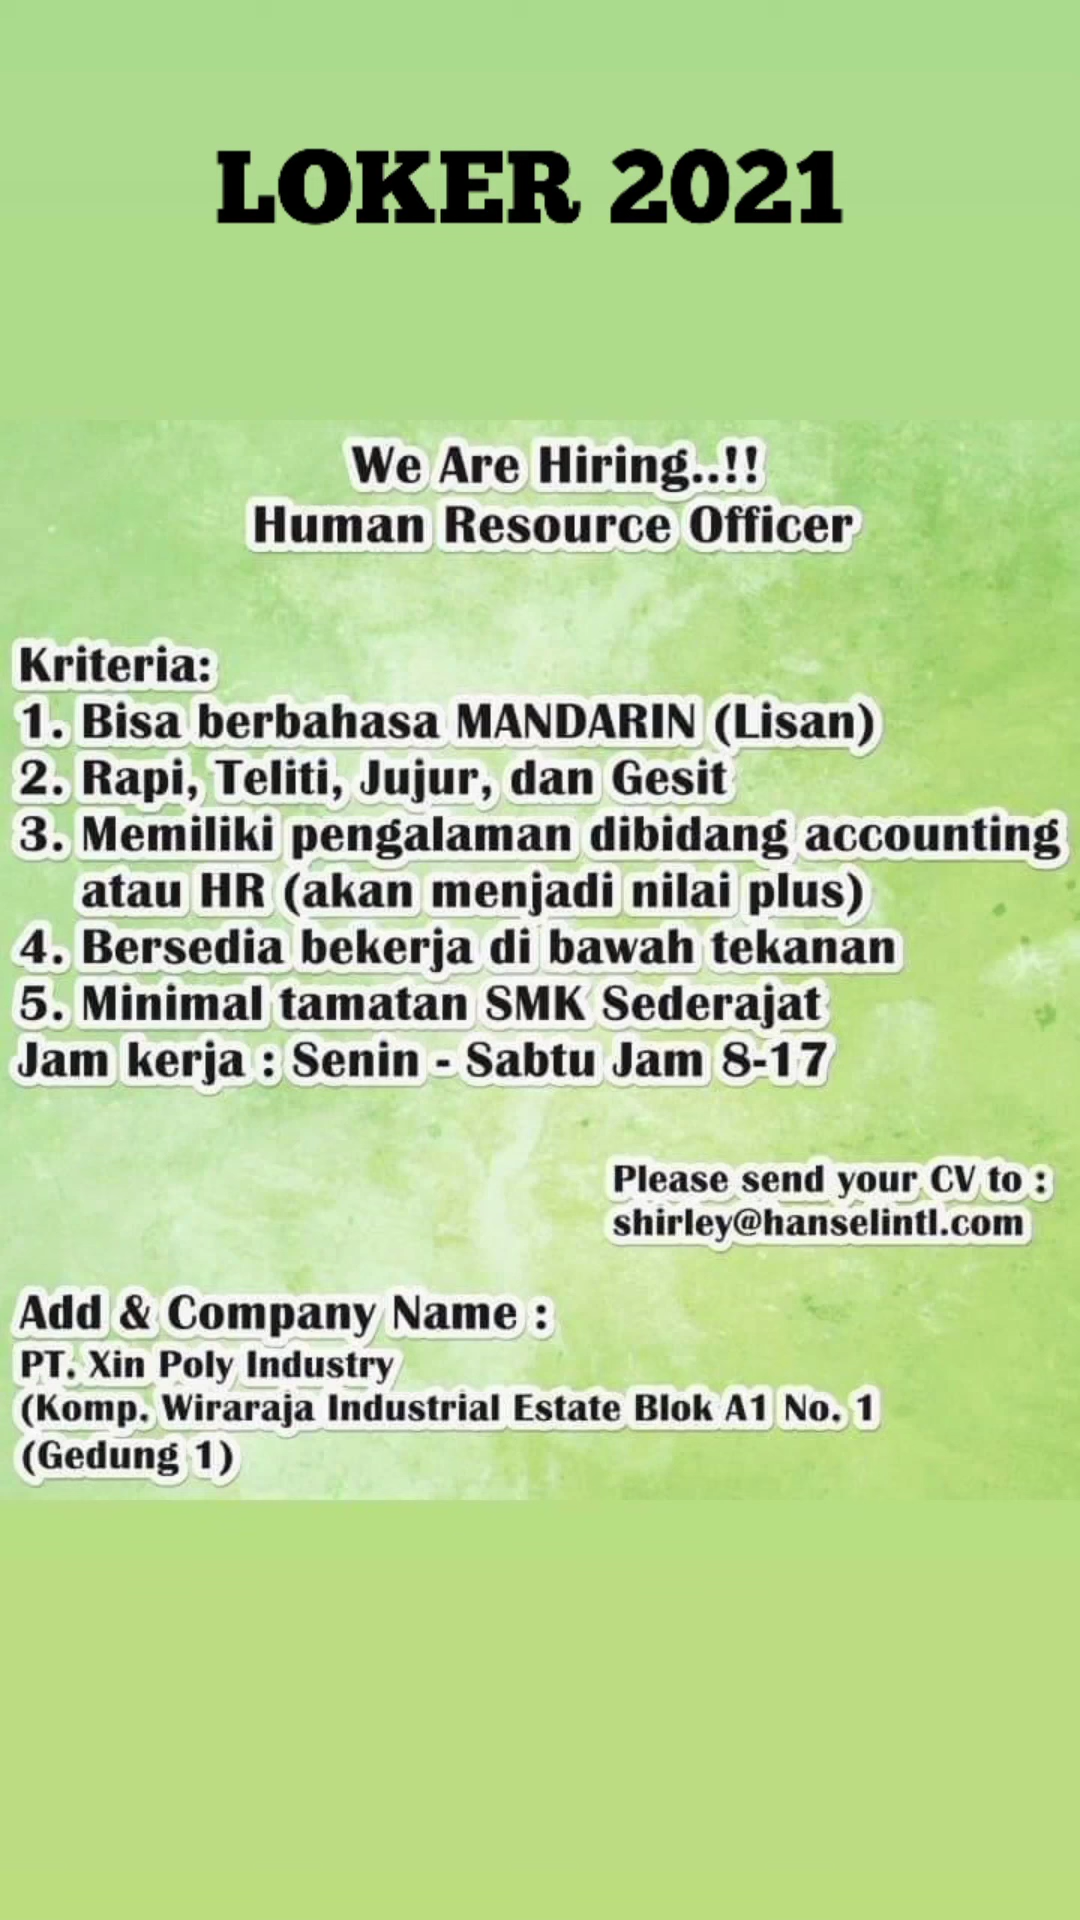 LOKER 2021
We Are Hiring..!!
Human Resource Officer
Kriteria:
1. Bisa berbahasa MANDARIN (Lisan)
2. Rapi, Teliti, Jujur, dan Gesit
3. Memiliki pengalaman dibidang accounting
atau HR (akan menjadi nilai plus)
4. Bersedia bekerja di bawah tekanan
5. Minimal tamatan SMK Sederajat
Jam kerja : Senin - Sabtu Jam 8-17
Please send your CV to :
shirley@hanselintl.com
Add & Company Name :
PT. Xin Poly Industry
(Komp. Wiraraja Industrial Estate Blok A1 No. 1
(Gedung 1)